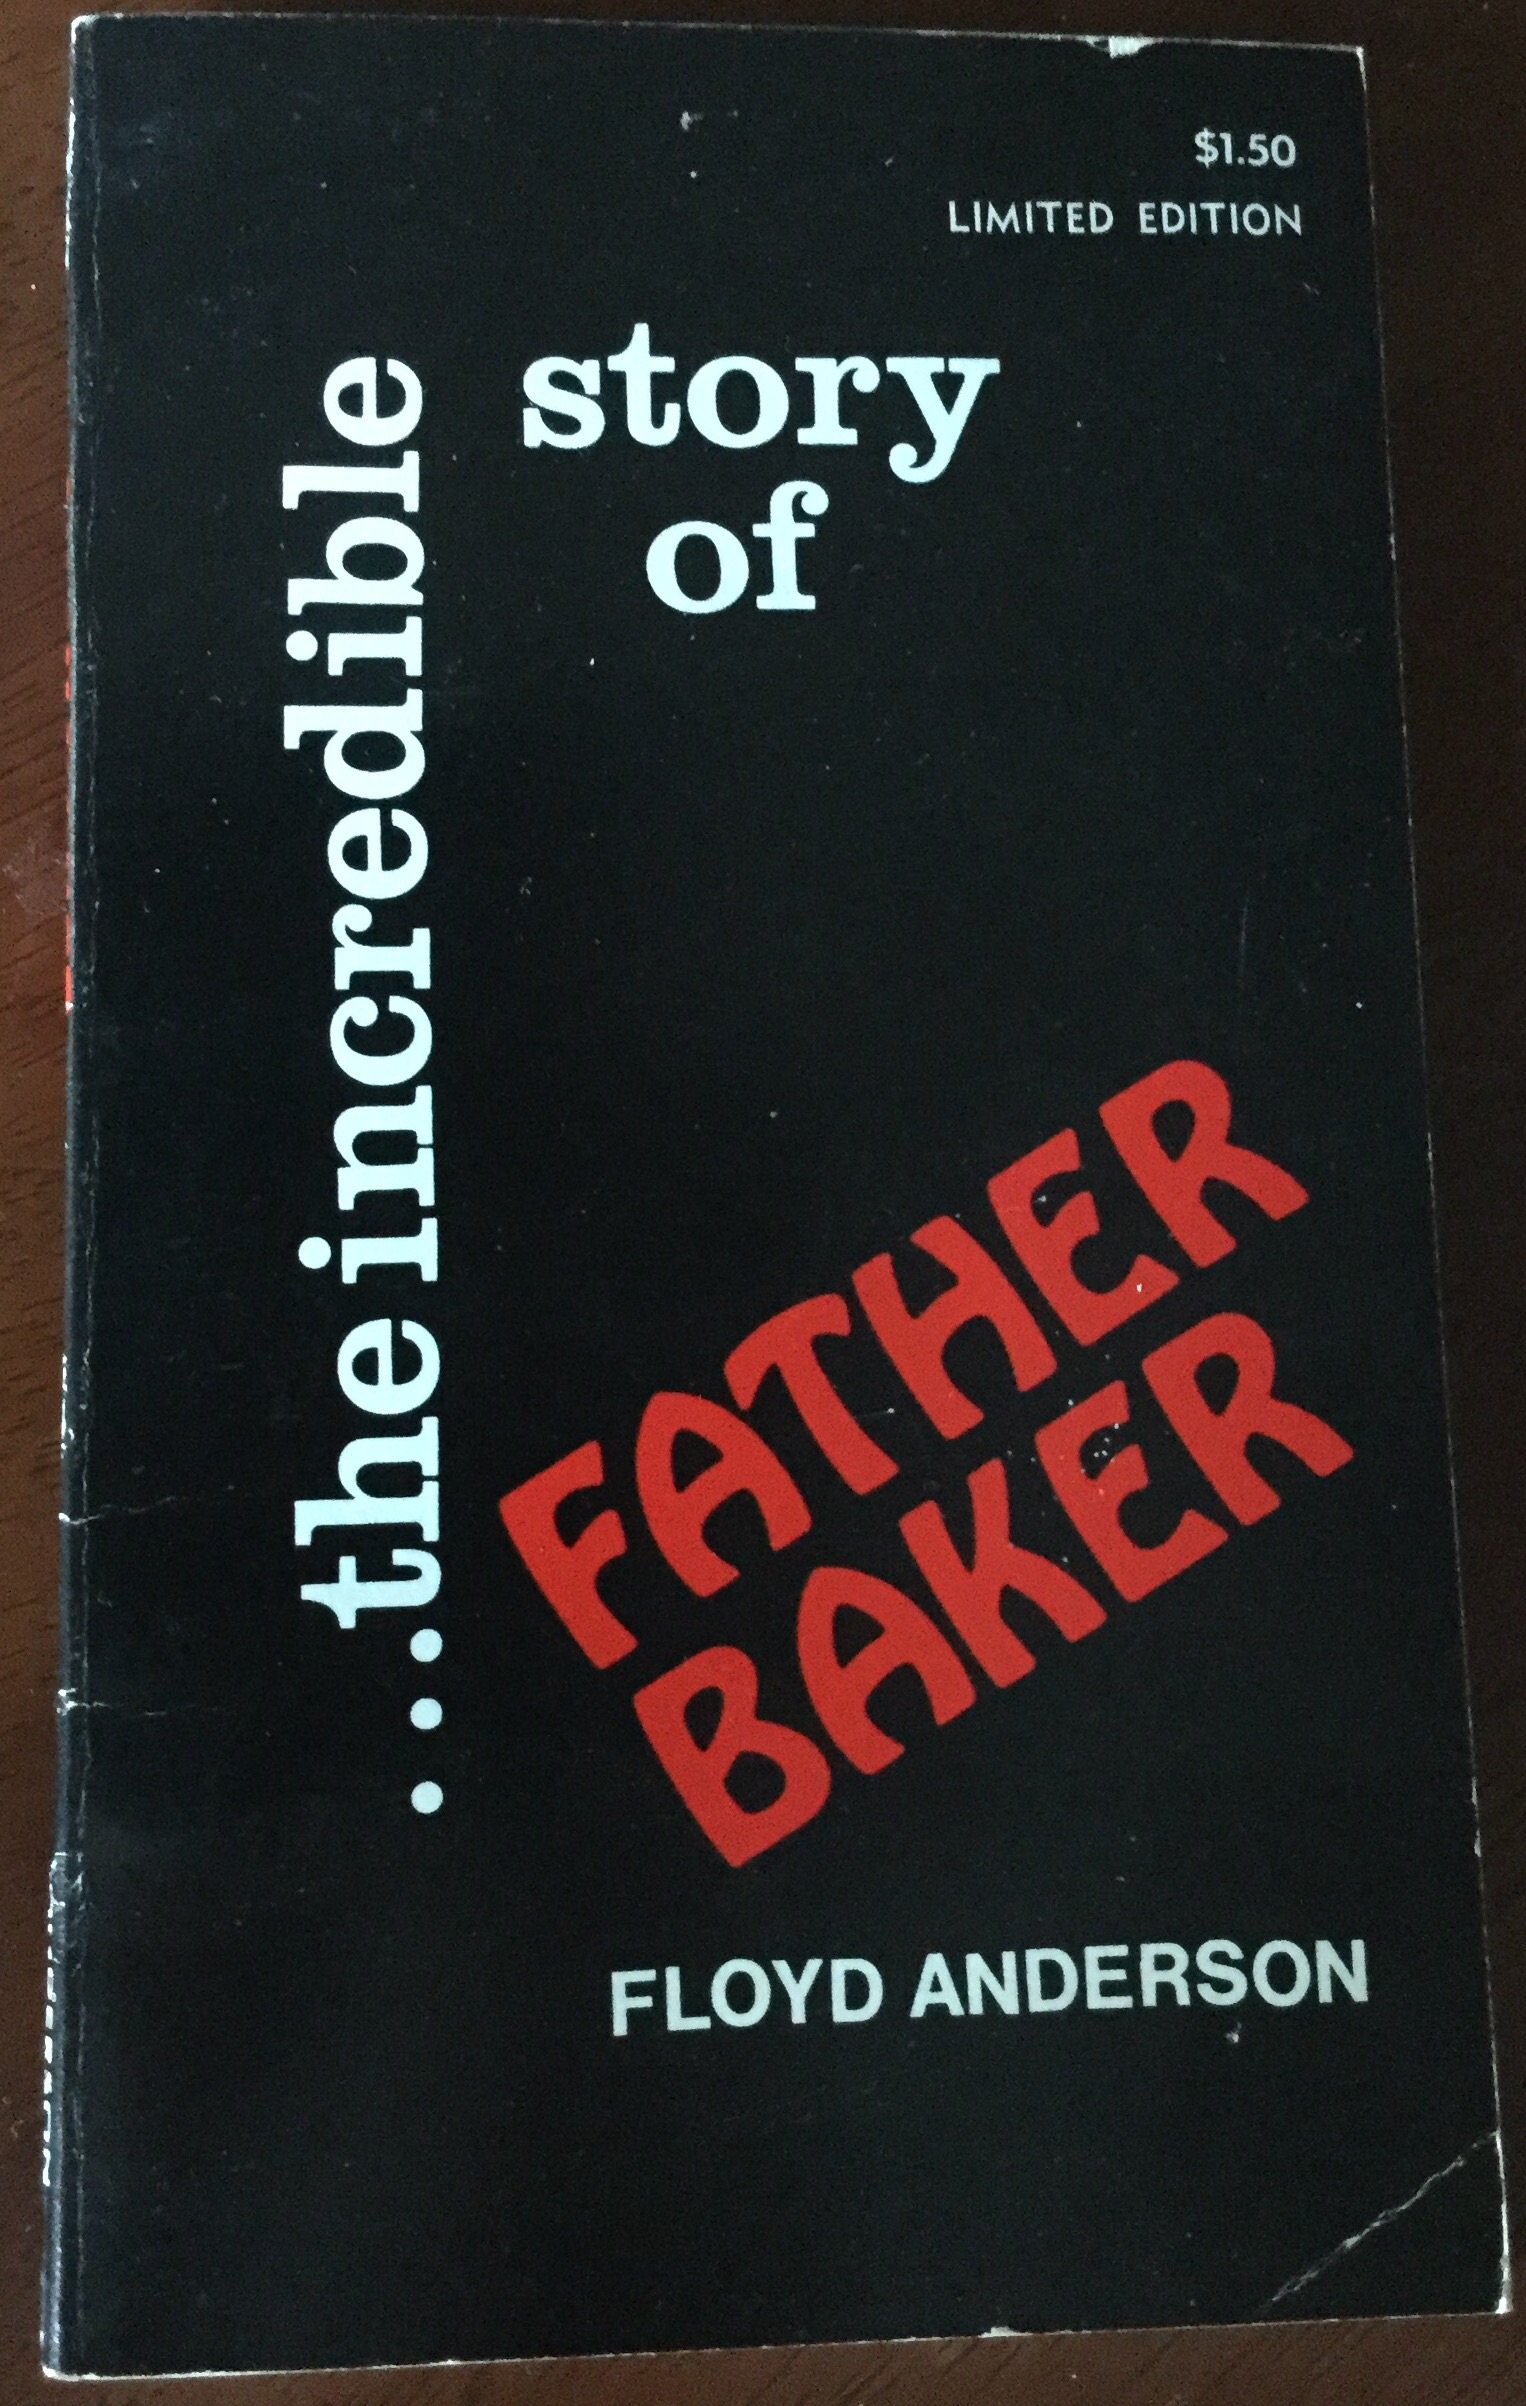 $1.50
LIMITED EDITION
...the incredible
story
of
FATHER
BAKER
FLOYD ANDERSON